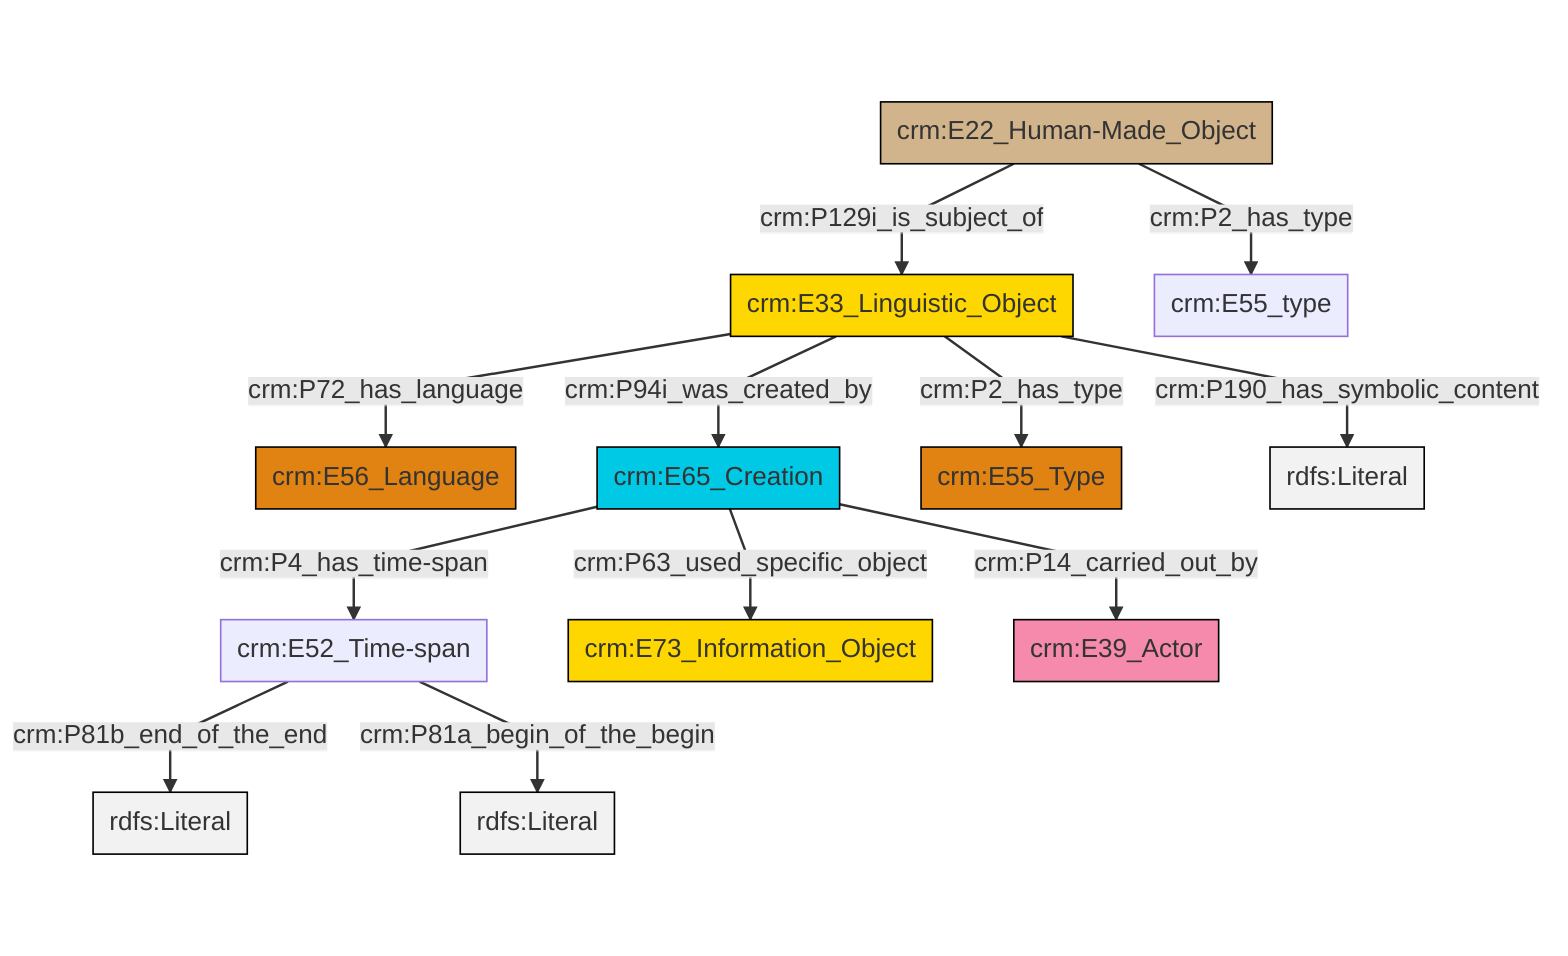 crm:E22_Human-Made_Object
crm:P129i_is_subject_of
crm:P2_has_type
crm:E33_Linguistic_Object
crm:E55_type
crm:P72_has_language
crm:P94i_was_created_by
crm:P2_has_type
crm:P190_has_symbolic_content
crm:E56_Language
crm:E65_Creation
crm:E55_Type
rdfs:Literal
crm:P4_has_time-span
crm:P63_used_specific_object
crm:P14_carried_out_by
crm:E52_Time-span
crm:E73_Information_Object
crm:E39_Actor
crm:P81b_end_of_the_end
crm:P81a_begin_of_the_begin
rdfs:Literal
rdfs:Literal